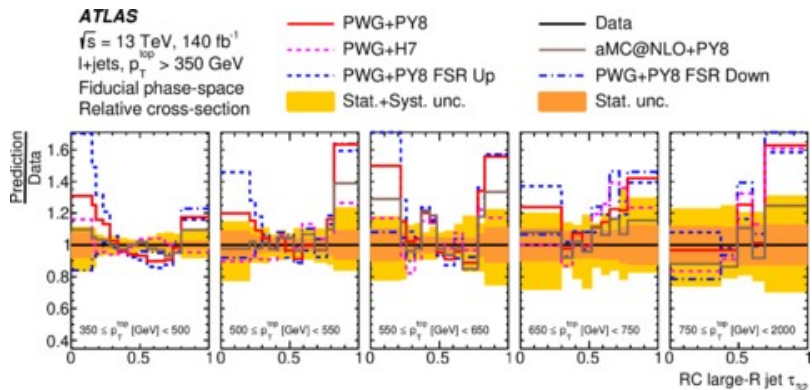 ATLAS
√s = 13 TeV, 140 fb⁻¹
l+jets, p_T^top > 350 GeV
Fiducial phase-space
Relative cross-section
PWG+PY8
PWG+H7
PWG+PY8 FSR Up
Stat.+Syst. unc.
Data
aMC@NLO+PY8
PWG+PY8 FSR Down
Stat. unc.
Prediction
Data
1.6
1.4
1.2
1
0.8
0.6
0.4
350 ≤ p_T^top [GeV] < 500
500 ≤ p_T^top [GeV] < 550
550 ≤ p_T^top [GeV] < 650
650 ≤ p_T^top [GeV] < 750
750 ≤ p_T^top [GeV] < 2000
0 0.5 1 0 0.5 1 0 0.5 1 0 0.5 1 0 0.5 1
RC large-R jet τ